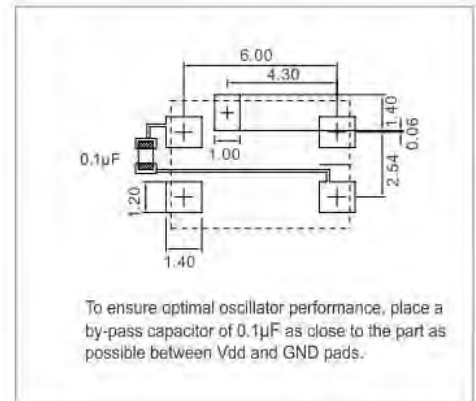 6.00
4.30
1.40
0.06
2.54
1.00
0.1µF
1.20
1.40
To ensure optimal oscillator performance, place a
by-pass capacitor of 0.1µF as close to the part as
possible between Vdd and GND pads.